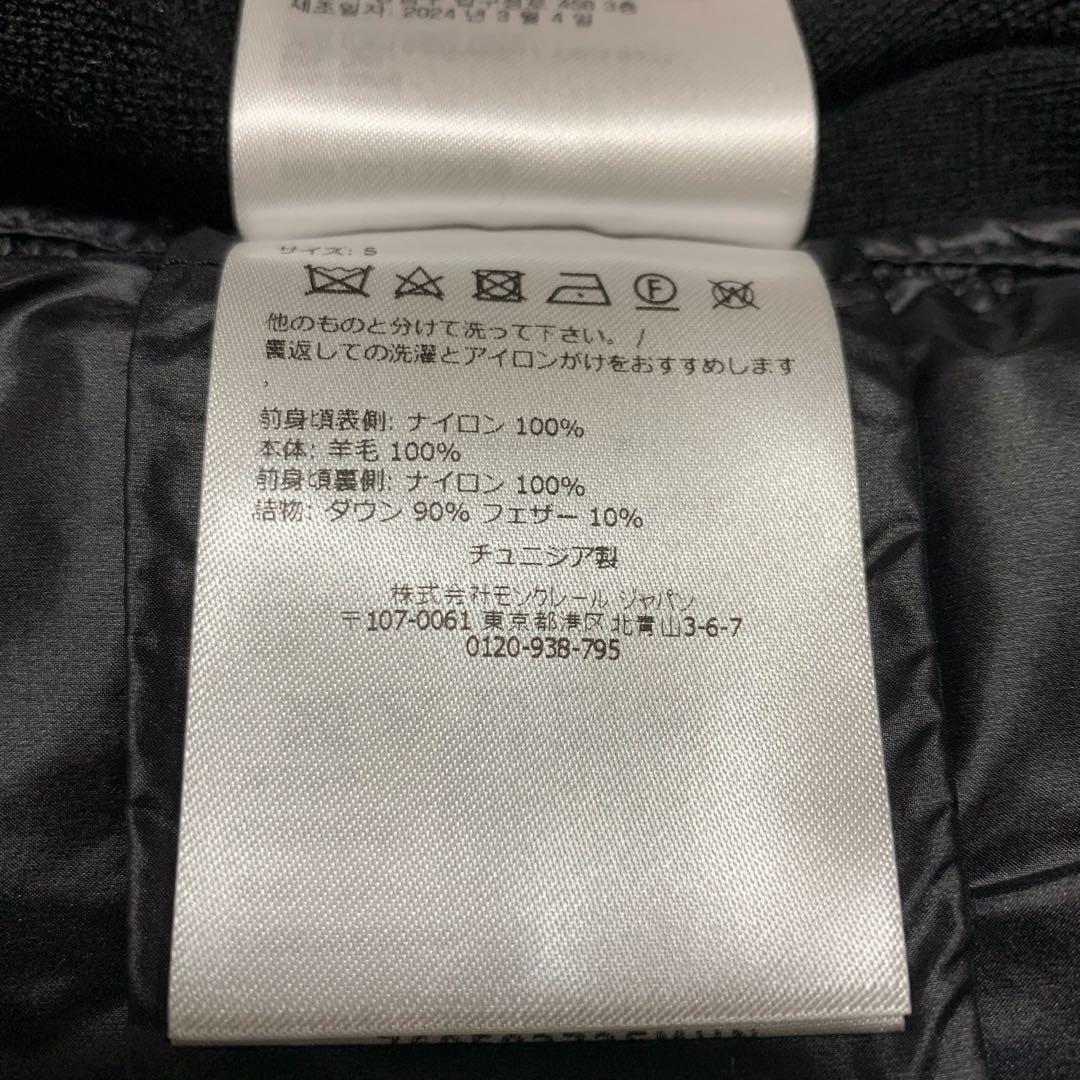 458 3층
제조일자: 2024 년 3 월 4 일
サイズ: S
他のものと分けて洗って下さい。 /
裏返しての洗濯とアイロンがけをおすすめします
,
前身頃表側: ナイロン 100%
本体: 羊毛 100%
前身頃裏側: ナイロン 100%
詰物: ダウン 90% フェザー 10%
チュニジア製
株式会社モンクレール ジャパン
〒107-0061 東京都港区北青山3-6-7
0120-938-795